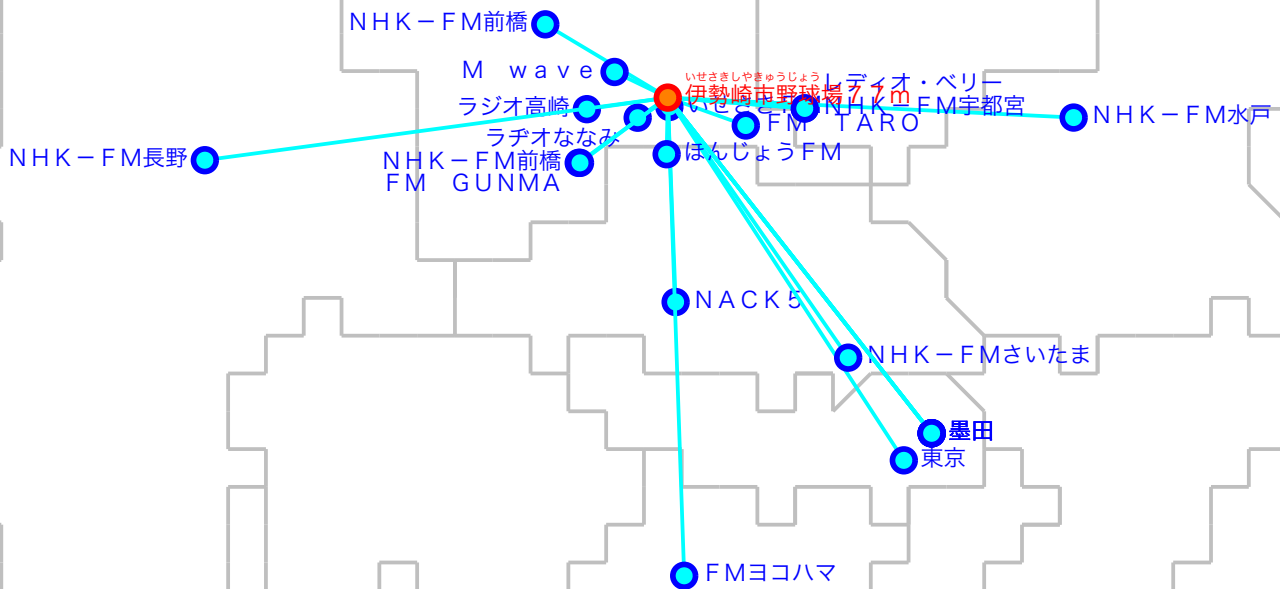 NHK－FM前橋
M wave
いせさきしやきゅうじょう
伊勢崎市野球場77m
レディオ・ベリー
ラジオ高崎
NHK－FM宇都宮
NHK－FM水戸
FM TARO
ラヂオななみ
ほんじょうFM
NHK－FM長野
NHK－FM前橋
FM GUNMA
NACK5
NHK－FMさいたま
墨田
東京
FMヨコハマ